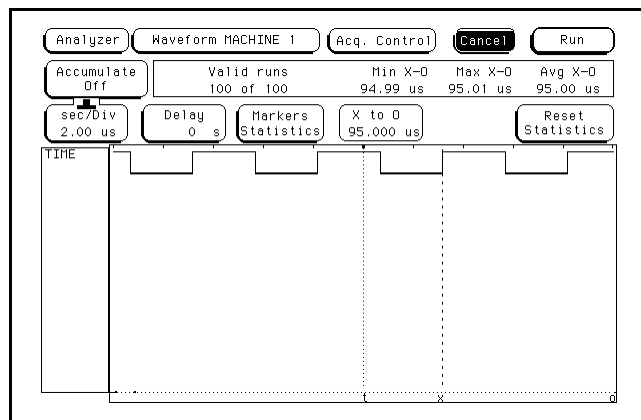 Analyzer Waveform MACHINE 1 Acq. Control Cancel Run
Accumulate Off
Valid runs Min X-O Max X-O Avg X-O
100 of 100 94.99 us 95.01 us 95.00 us
sec/Div 2.00 us
Delay 0 s
Markers Statistics
X to O 95.000 us
Reset Statistics
TIME
t X O